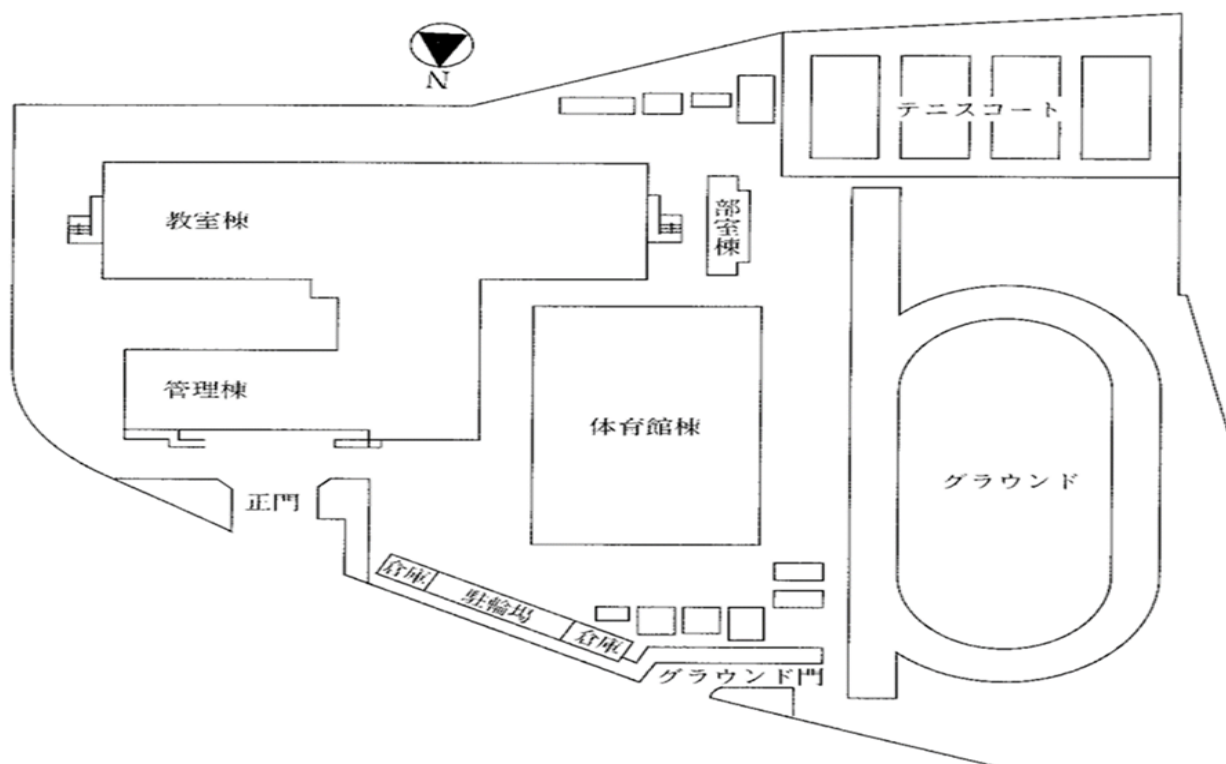 N
テニスコート
教室棟
部室棟
管理棟
体育館棟
グラウンド
正門
倉庫
駐輪場
倉庫
グラウンド門